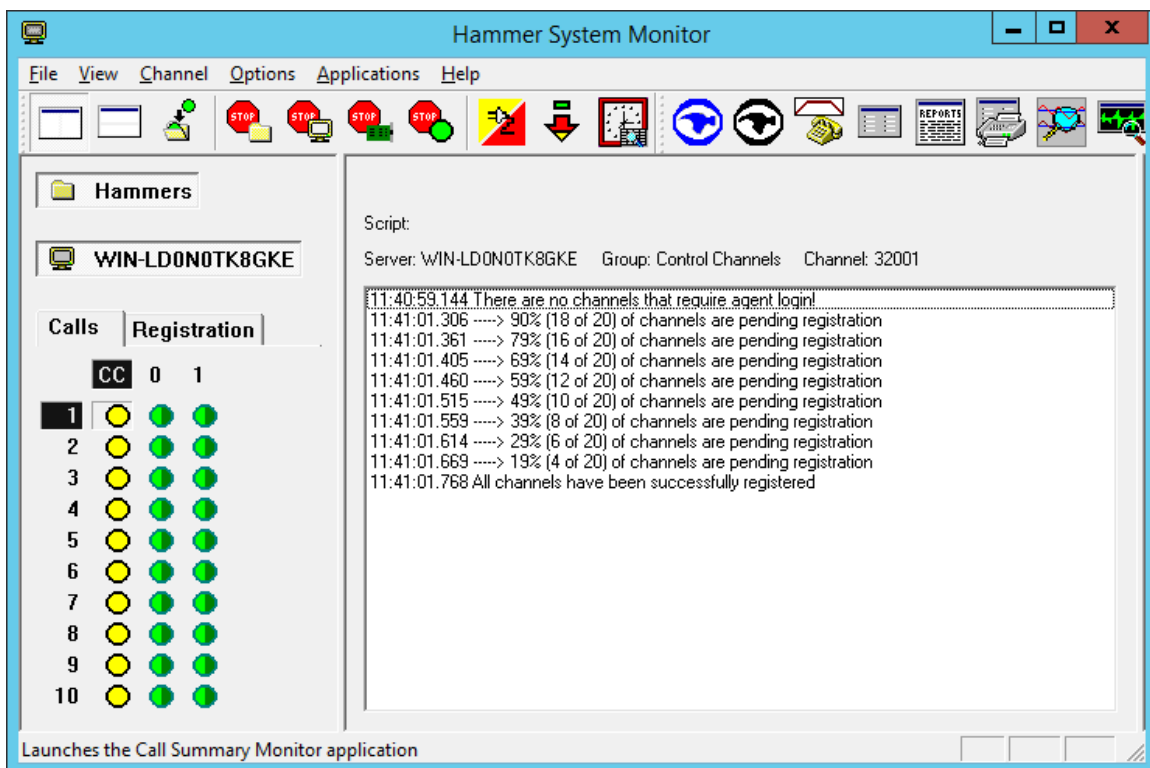 Hammer System Monitor
File View Channel Options Applications Help
STOP STOP STOP STOP REPORTS
Hammers
WIN-LD0N0TK8GKE
Calls Registration
CC 0 1
1
2
3
4
5
6
7
8
9
10
Script:
Server: WIN-LD0N0TK8GKE Group: Control Channels Channel: 32001
11:40:59.144 There are no channels that require agent login!
11:41:01.306 -----> 90% (18 of 20) of channels are pending registration
11:41:01.361 -----> 79% (16 of 20) of channels are pending registration
11:41:01.405 -----> 69% (14 of 20) of channels are pending registration
11:41:01.460 -----> 59% (12 of 20) of channels are pending registration
11:41:01.515 -----> 49% (10 of 20) of channels are pending registration
11:41:01.559 -----> 39% (8 of 20) of channels are pending registration
11:41:01.614 -----> 29% (6 of 20) of channels are pending registration
11:41:01.669 -----> 19% (4 of 20) of channels are pending registration
11:41:01.768 All channels have been successfully registered
Launches the Call Summary Monitor application